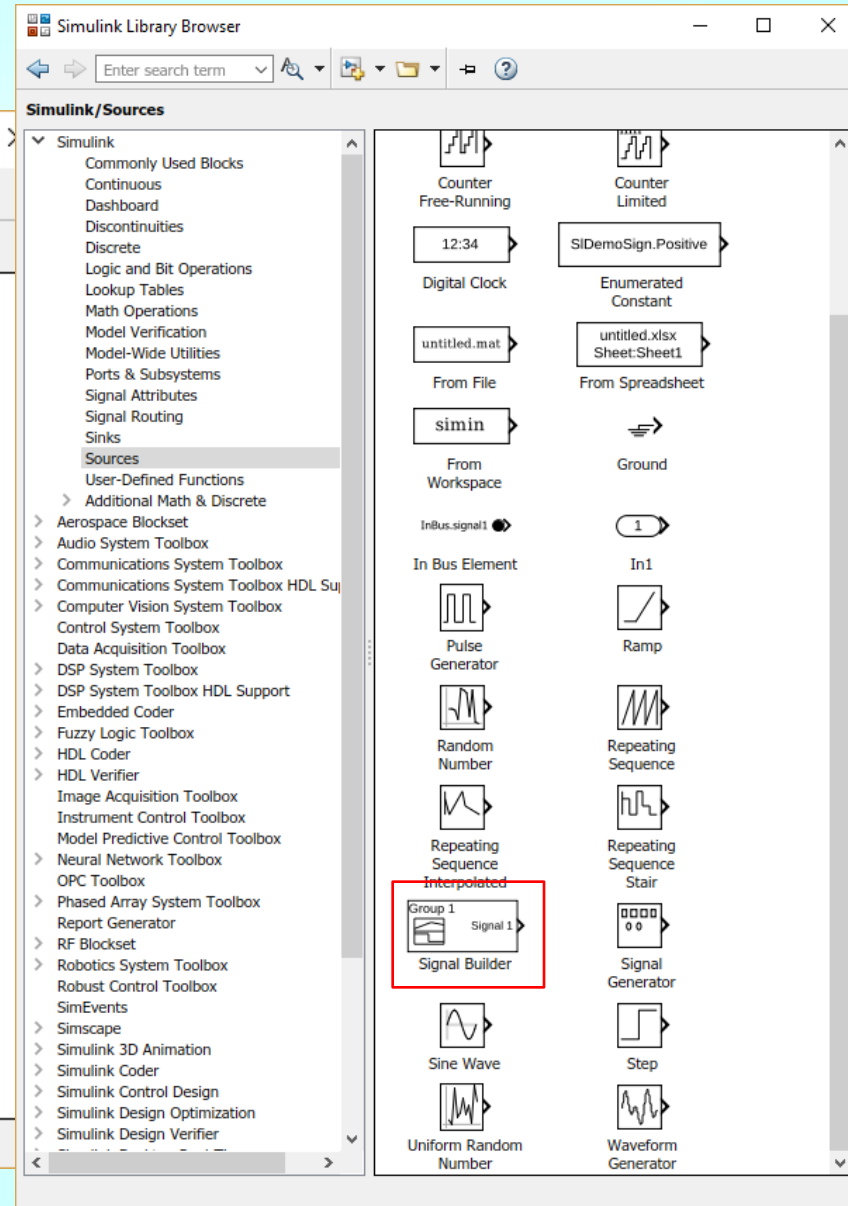 Simulink Library Browser
Enter search term
Simulink/Sources
Simulink
Commonly Used Blocks
Continuous
Dashboard
Discontinuities
Discrete
Logic and Bit Operations
Lookup Tables
Math Operations
Model Verification
Model-Wide Utilities
Ports & Subsystems
Signal Attributes
Signal Routing
Sinks
Sources
User-Defined Functions
Additional Math & Discrete
Aerospace Blockset
Audio System Toolbox
Communications System Toolbox
Communications System Toolbox HDL Su
Computer Vision System Toolbox
Control System Toolbox
Data Acquisition Toolbox
DSP System Toolbox
DSP System Toolbox HDL Support
Embedded Coder
Fuzzy Logic Toolbox
HDL Coder
HDL Verifier
Image Acquisition Toolbox
Instrument Control Toolbox
Model Predictive Control Toolbox
Neural Network Toolbox
OPC Toolbox
Phased Array System Toolbox
Report Generator
RF Blockset
Robotics System Toolbox
Robust Control Toolbox
SimEvents
Simscape
Simulink 3D Animation
Simulink Coder
Simulink Control Design
Simulink Design Optimization
Simulink Design Verifier
Counter
Free-Running
Counter
Limited
12:34
Digital Clock
SlDemoSign.Positive
Enumerated
Constant
untitled.mat
From File
untitled.xlsx
Sheet:Sheet1
From Spreadsheet
simin
From
Workspace
Ground
InBus.signal1
In Bus Element
1
In1
Pulse
Generator
Ramp
Random
Number
Repeating
Sequence
Repeating
Sequence
Interpolated
Repeating
Sequence
Stair
Group 1
Signal 1
Signal Builder
Signal
Generator
Sine Wave
Step
Uniform Random
Number
Waveform
Generator